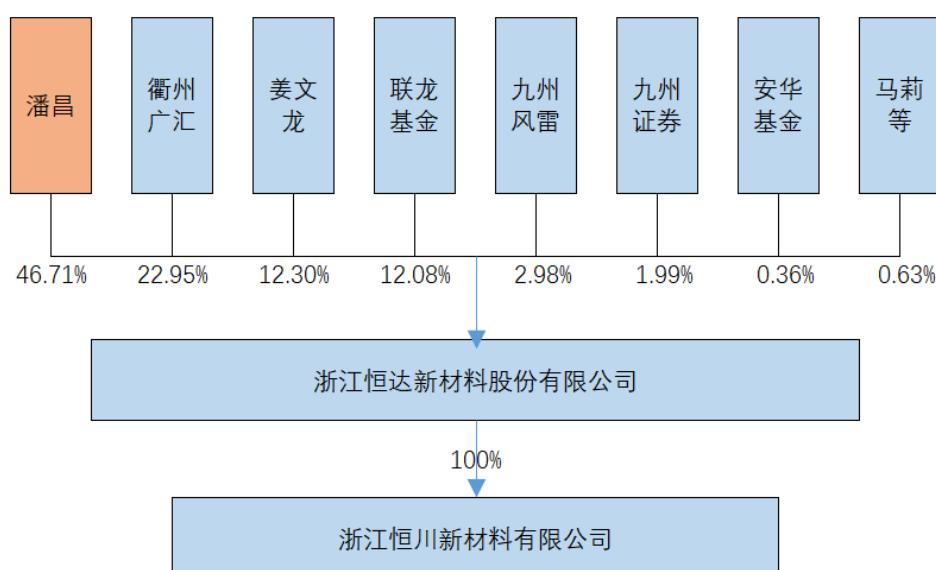 潘昌
衢州
广汇
姜文
龙
联龙
基金
九州
风雷
九州
证券
安华
基金
马莉
等
46.71%
22.95%
12.30%
12.08%
2.98%
1.99%
0.36%
0.63%
浙江恒达新材料股份有限公司
100%
浙江恒川新材料有限公司